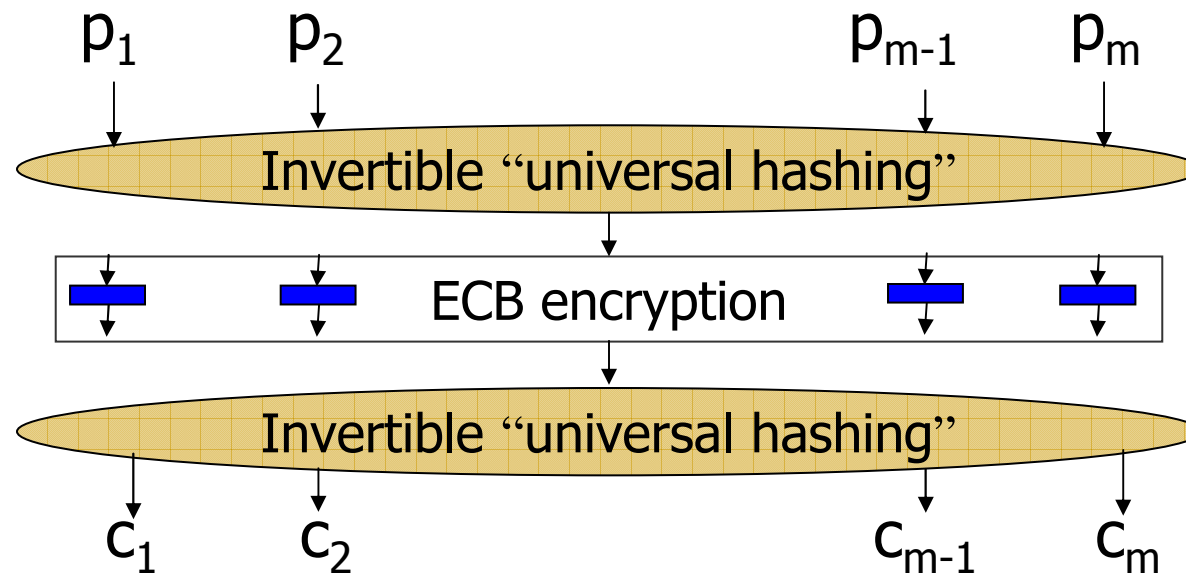 p₁ p₂ pₘ₋₁ pₘ
Invertible “universal hashing”
ECB encryption
Invertible “universal hashing”
c₁ c₂ cₘ₋₁ cₘ